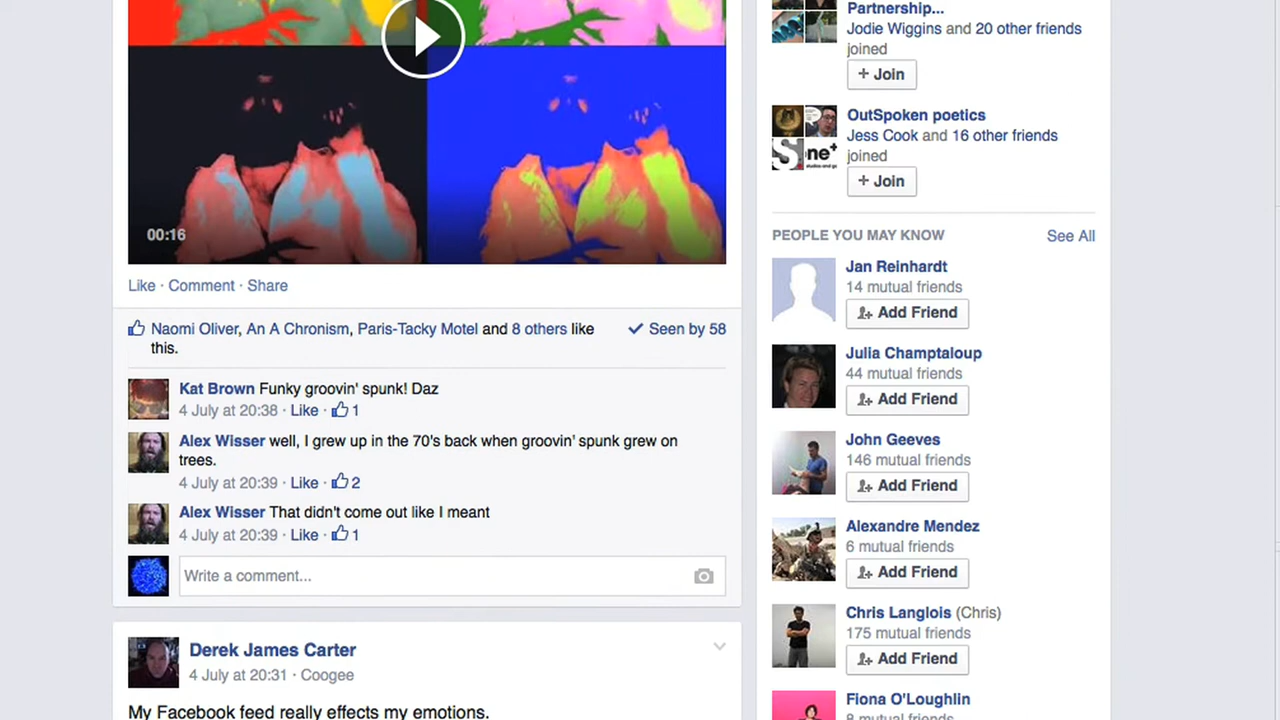 00:16
Like · Comment · Share
Naomi Oliver, An A Chronism, Paris-Tacky Motel and 8 others like
this.
Seen by 58
Kat Brown Funky groovin' spunk! Daz
4 July at 20:38 · Like · 1
Alex Wisser well, I grew up in the 70's back when groovin' spunk grew on
trees.
4 July at 20:39 · Like · 2
Alex Wisser That didn't come out like I meant
4 July at 20:39 · Like · 1
Write a comment...
Derek James Carter
4 July at 20:31 · Coogee
My Facebook feed really effects my emotions.
Partnership...
Jodie Wiggins and 20 other friends
joined
+ Join
OutSpoken poetics
Jess Cook and 16 other friends
joined
+ Join
S
ne+
PEOPLE YOU MAY KNOW
See All
Jan Reinhardt
14 mutual friends
Add Friend
Julia Champtaloup
44 mutual friends
Add Friend
John Geeves
146 mutual friends
Add Friend
Alexandre Mendez
6 mutual friends
Add Friend
Chris Langlois (Chris)
175 mutual friends
Add Friend
Fiona O'Loughlin
8 mutual friends